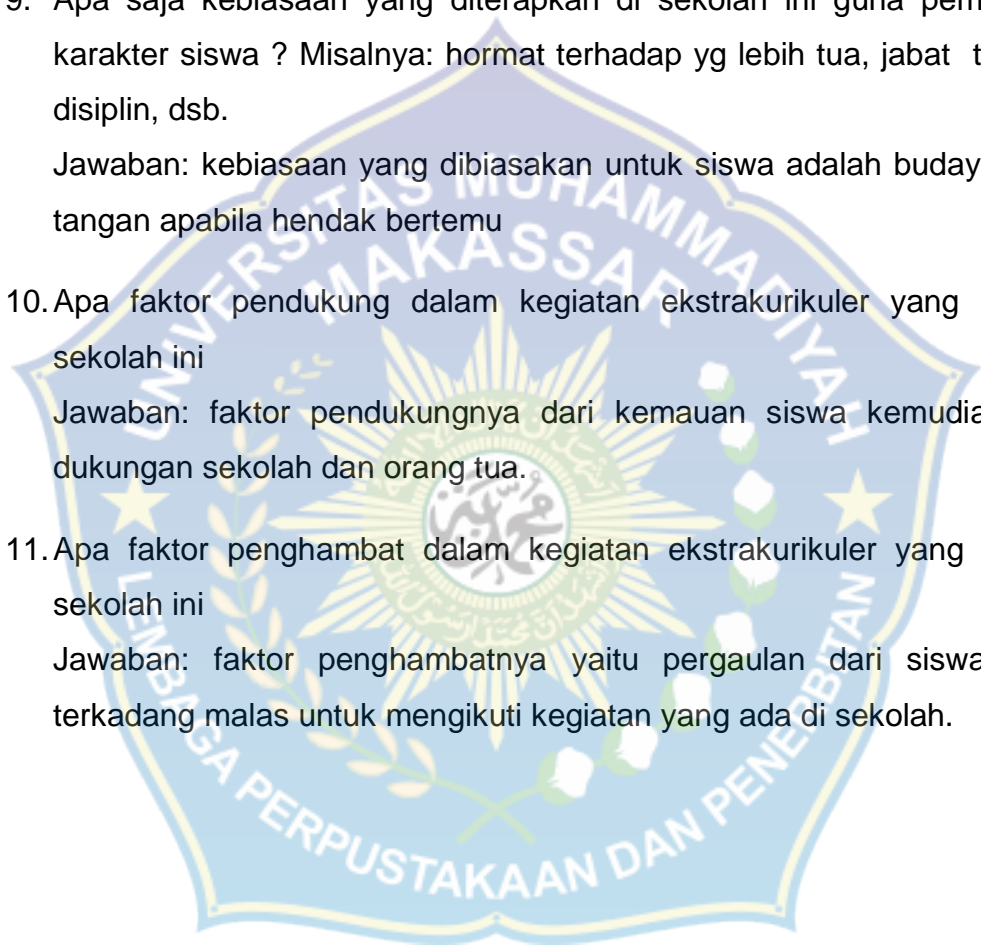 9. Apa saja kebiasaan yang diterapkan di sekolah ini guna
karakter siswa ? Misalnya: hormat terhadap yg lebih tua, jabat
disiplin, dsb.
Jawaban: kebiasaan yang dibiasakan untuk siswa adalah
tangan apabila hendak bertemu
10. Apa faktor pendukung dalam kegiatan ekstrakurikuler yang
sekolah ini
Jawaban: faktor pendukungnya dari kemauan siswa
dukungan sekolah dan orang tua.
11. Apa faktor penghambat dalam kegiatan ekstrakurikuler yang
sekolah ini
Jawaban: faktor penghambatnya yaitu pergaulan dari siswa
terkadang malas untuk mengikuti kegiatan yang ada di sekolah.
UNIVERSITAS MUHAMMADIYAH
MAKASSAR
LEMBAGA PERPUSTAKAAN DAN PENERBITAN